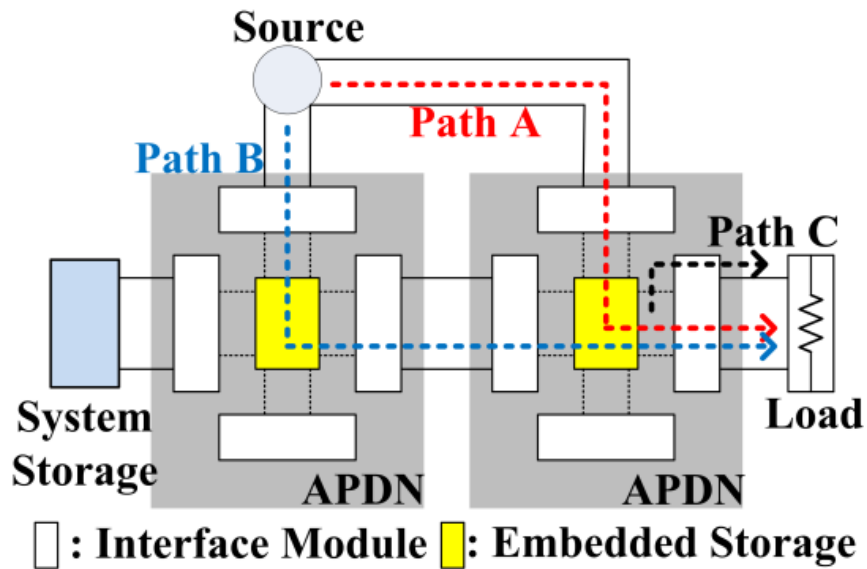 Source
Path A
Path B
Path C
System
Storage
Load
APDN
APDN
: Interface Module : Embedded Storage